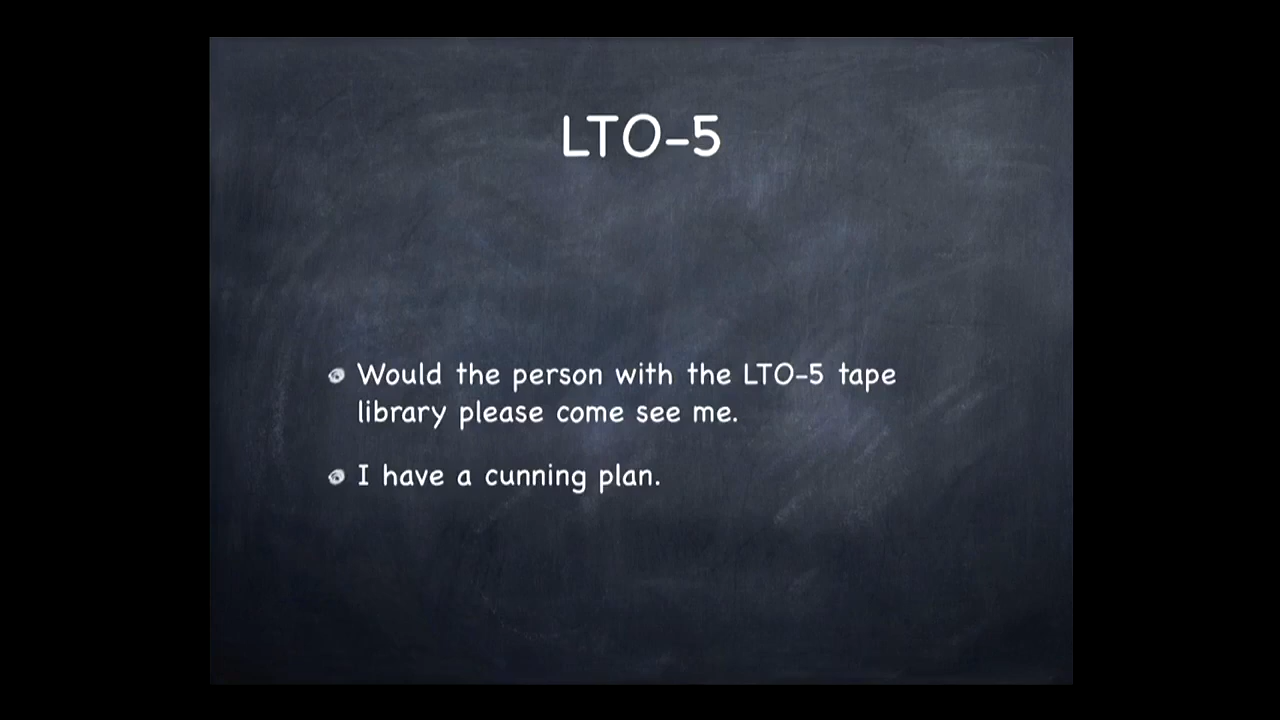 LTO-5
Would the person with the LTO-5 tape
library please come see me.
I have a cunning plan.